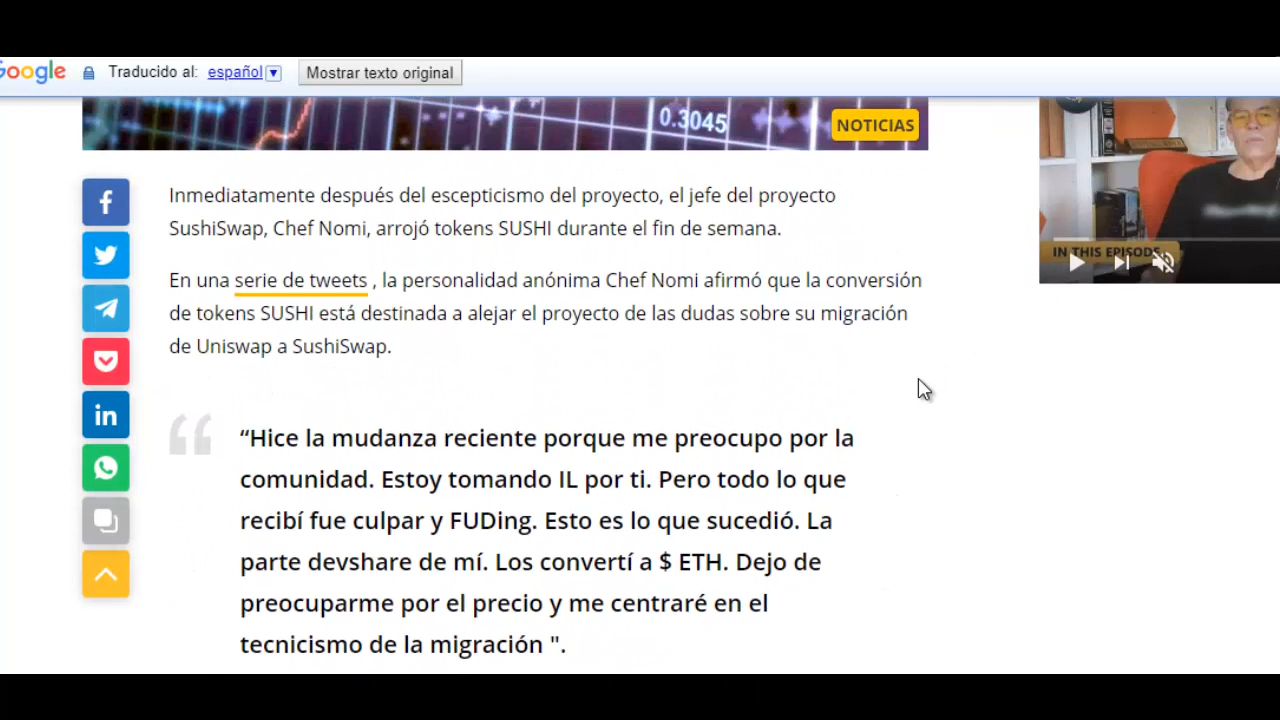 Google Traducido al: español Mostrar texto original
0.3045
NOTICIAS
IN THIS EPISODE
Inmediatamente después del escepticismo del proyecto, el jefe del proyecto
SushiSwap, Chef Nomi, arrojó tokens SUSHI durante el fin de semana.
En una serie de tweets , la personalidad anónima Chef Nomi afirmó que la conversión
de tokens SUSHI está destinada a alejar el proyecto de las dudas sobre su migración
de Uniswap a SushiSwap.
“Hice la mudanza reciente porque me preocupo por la
comunidad. Estoy tomando IL por ti. Pero todo lo que
recibí fue culpar y FUDing. Esto es lo que sucedió. La
parte devshare de mí. Los convertí a $ ETH. Dejo de
preocuparme por el precio y me centraré en el
tecnicismo de la migración ".